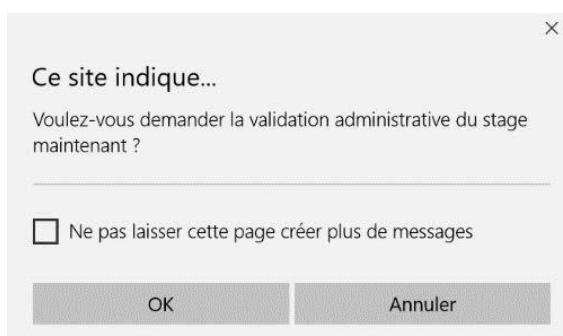 Ce site indique...
Voulez-vous demander la validation administrative du stage
maintenant ?
Ne pas laisser cette page créer plus de messages
OK
Annuler